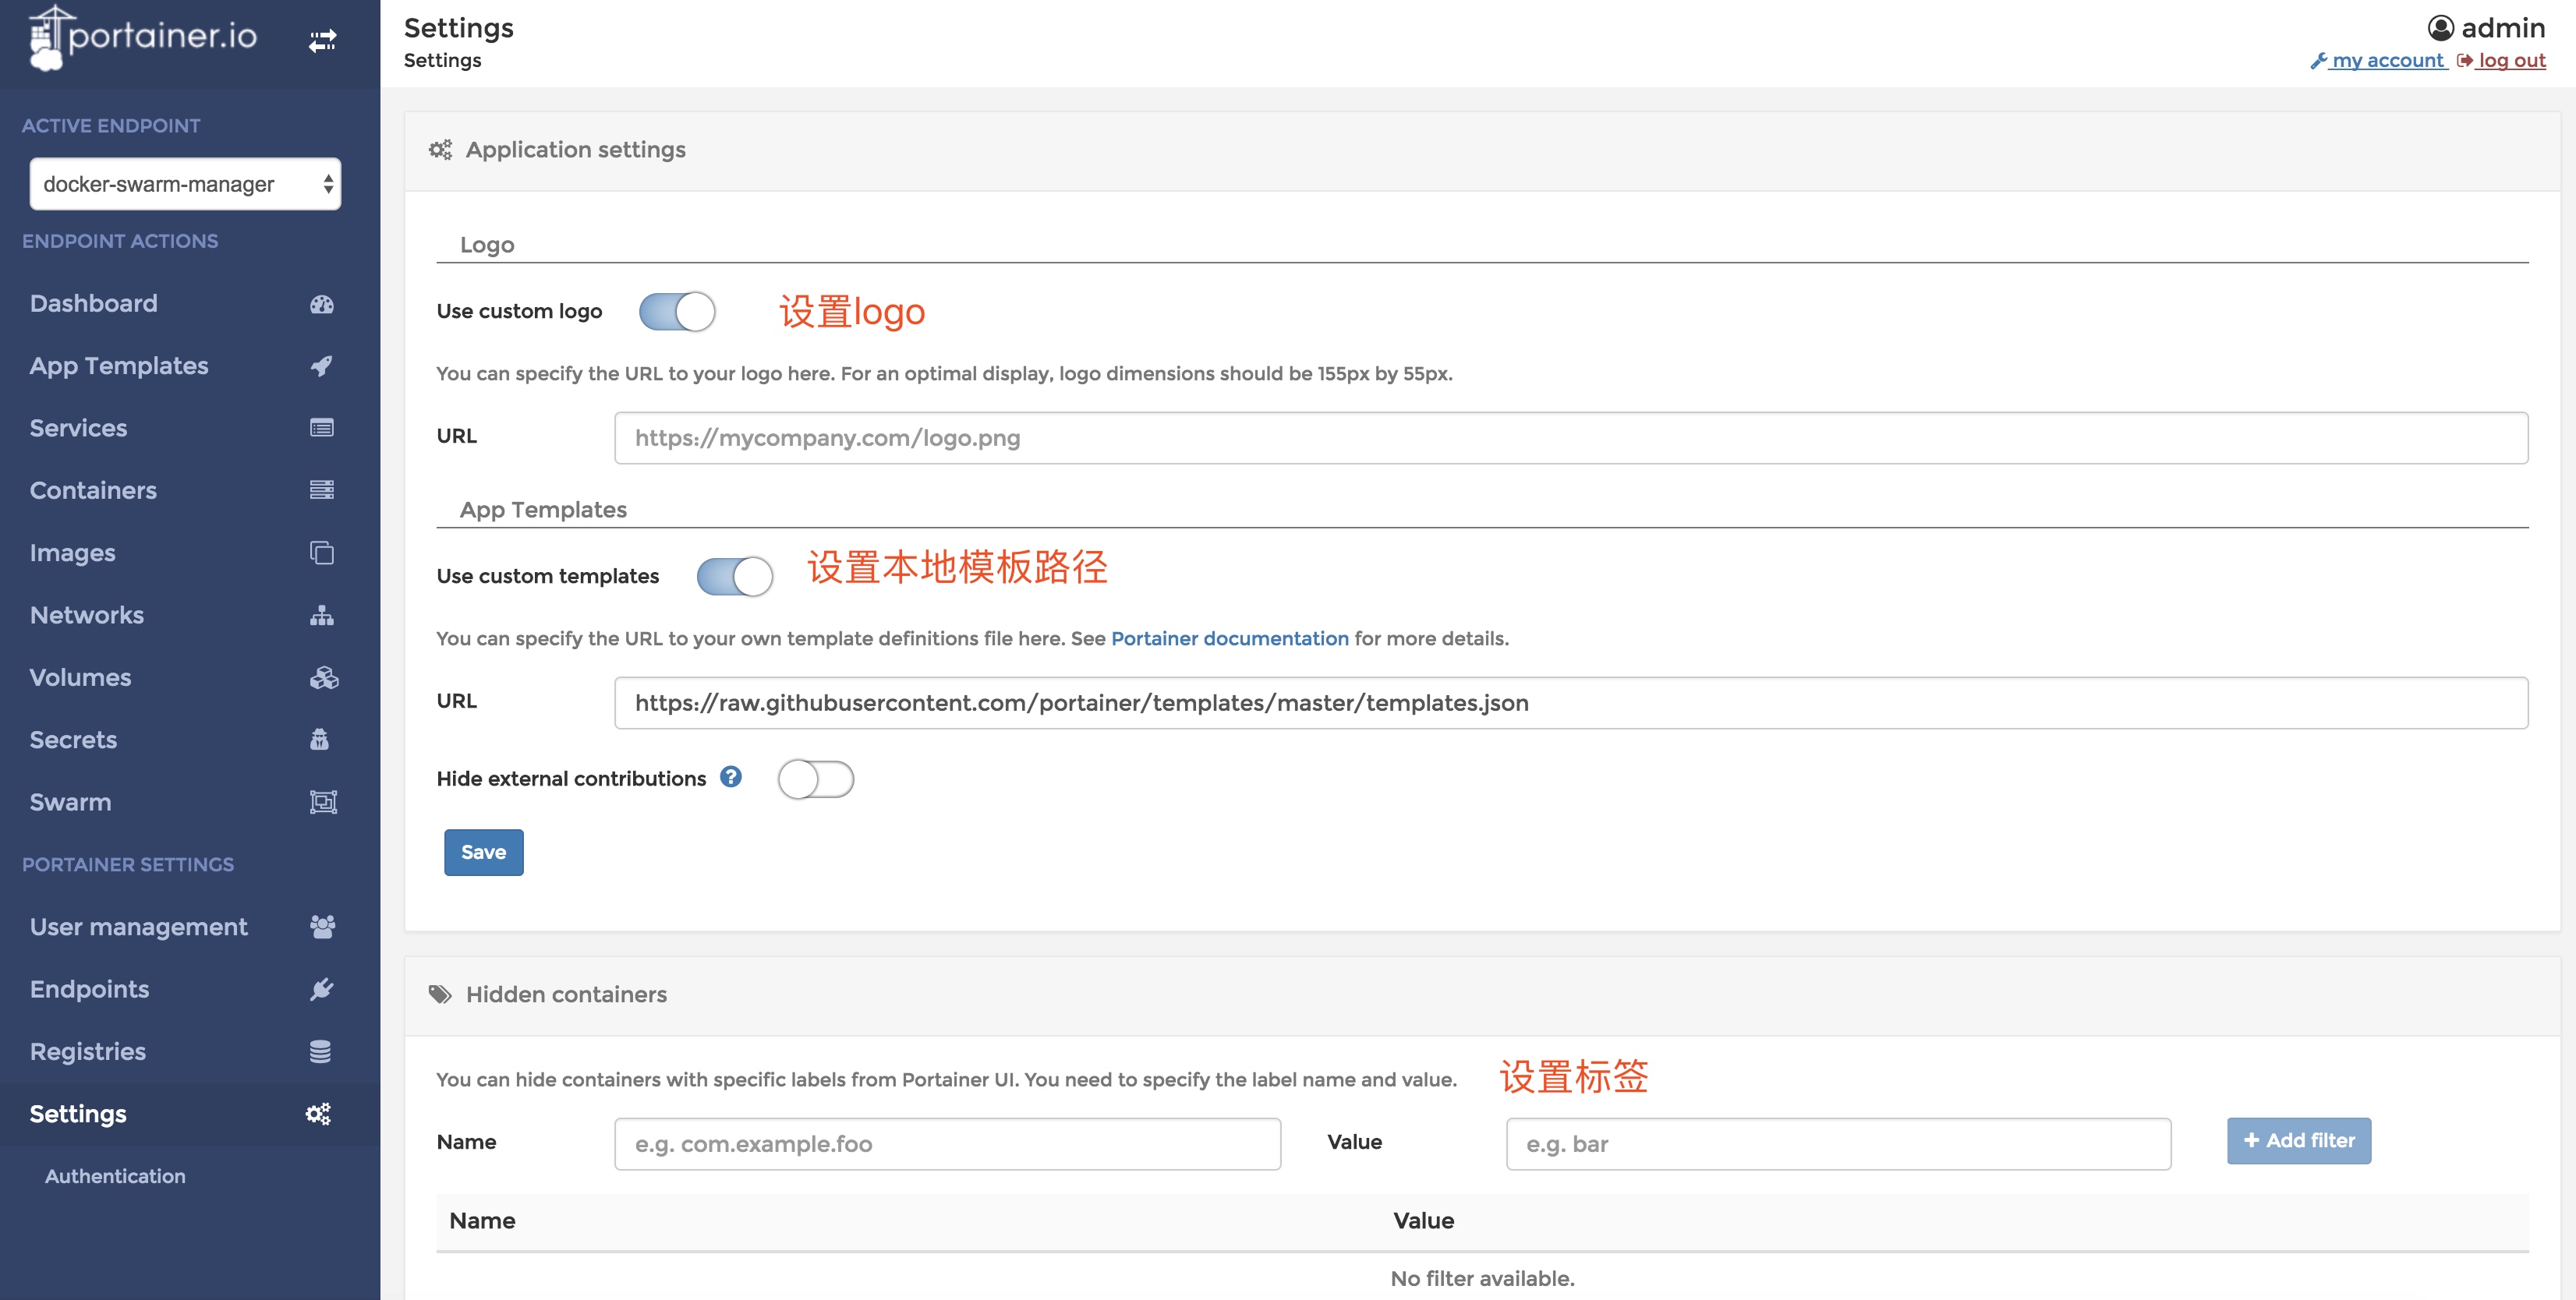 portainer.io
ACTIVE ENDPOINT
docker-swarm-manager
ENDPOINT ACTIONS
Dashboard
App Templates
Services
Containers
Images
Networks
Volumes
Secrets
Swarm
PORTAINER SETTINGS
User management
Endpoints
Registries
Settings
Authentication
Settings
Settings
admin
my account log out
Application settings
Logo
Use custom logo 设置logo
You can specify the URL to your logo here. For an optimal display, logo dimensions should be 155px by 55px.
URL https://mycompany.com/logo.png
App Templates
Use custom templates 设置本地模板路径
You can specify the URL to your own template definitions file here. See Portainer documentation for more details.
URL https://raw.githubusercontent.com/portainer/templates/master/templates.json
Hide external contributions ?
Save
Hidden containers
You can hide containers with specific labels from Portainer UI. You need to specify the label name and value. 设置标签
Name e.g. com.example.foo Value e.g. bar + Add filter
Name Value
No filter available.